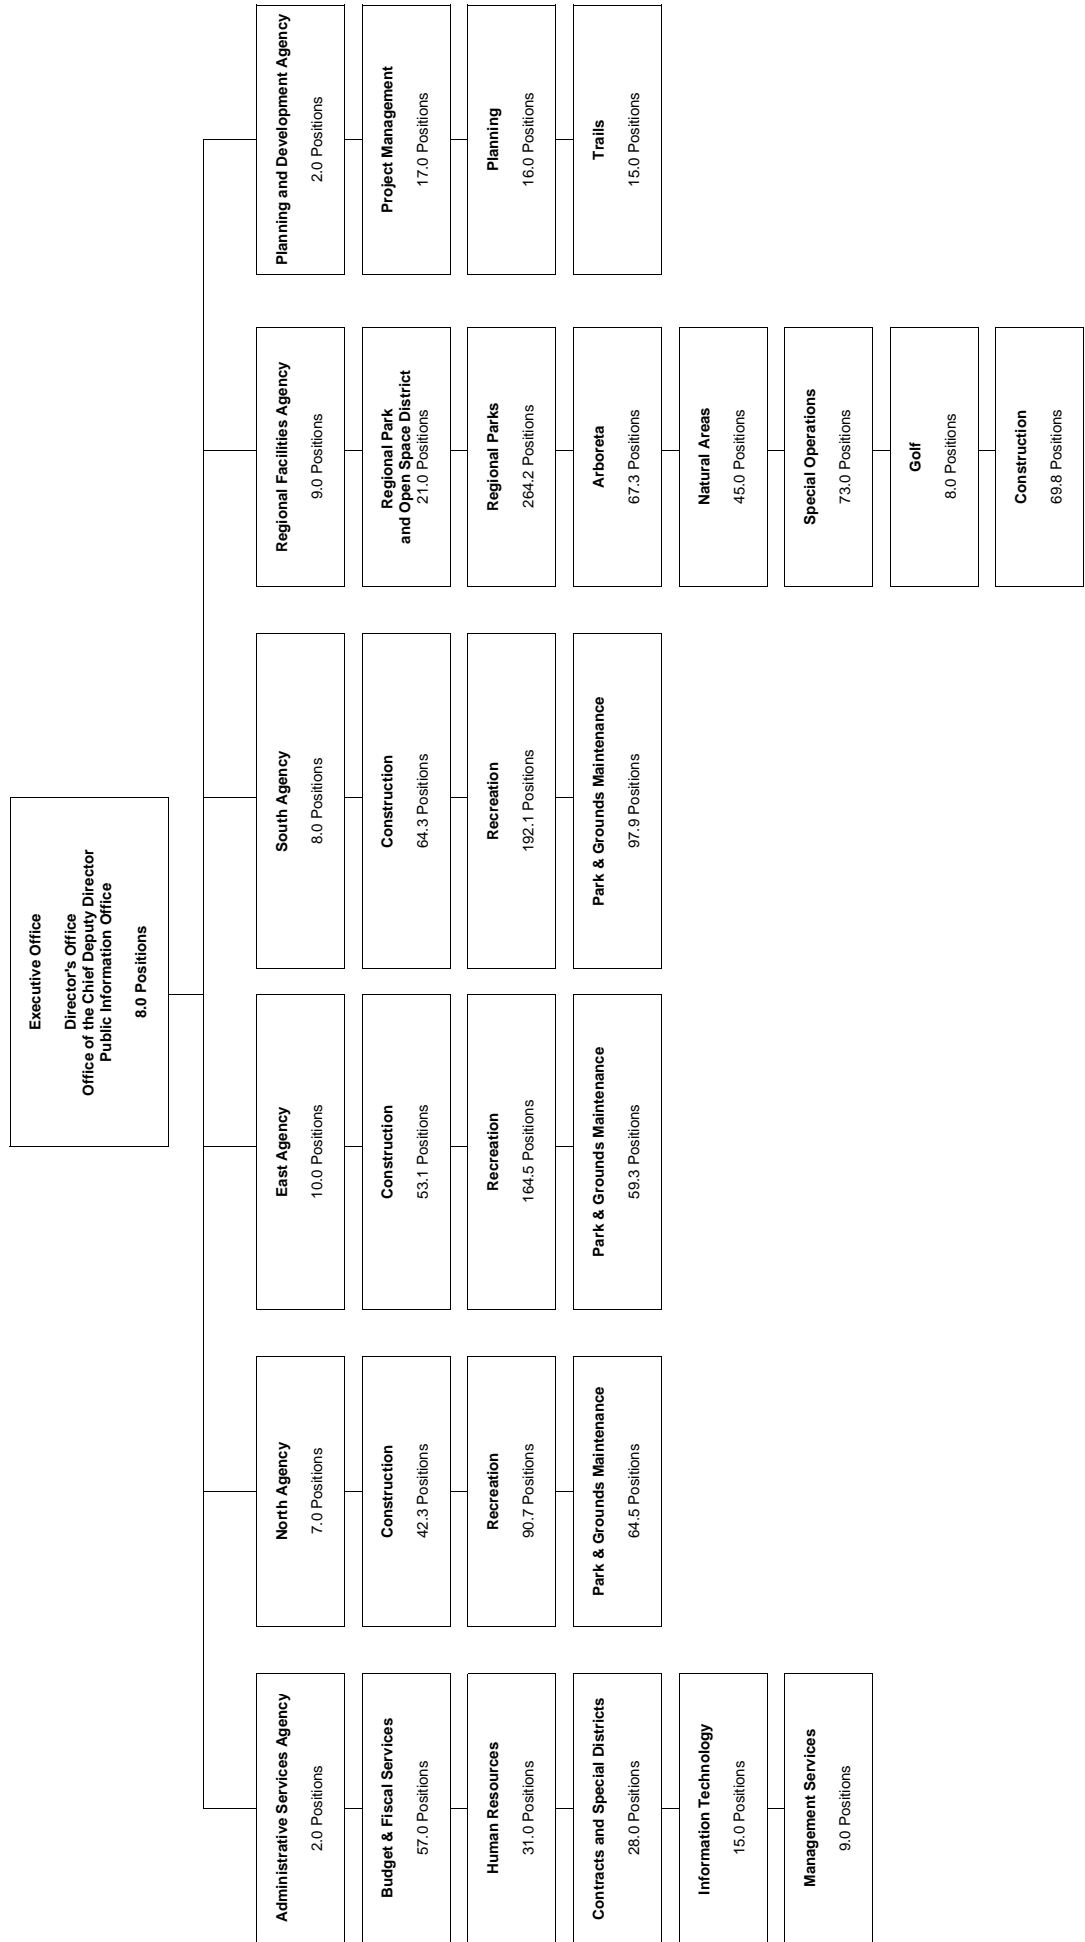 Executive Office
Director's Office
Office of the Chief Deputy Director
Public Information Office
8.0 Positions
Administrative Services Agency
2.0 Positions
Budget & Fiscal Services
57.0 Positions
Human Resources
31.0 Positions
Contracts and Special Districts
28.0 Positions
Information Technology
15.0 Positions
Management Services
9.0 Positions
North Agency
7.0 Positions
Construction
42.3 Positions
Recreation
90.7 Positions
Park & Grounds Maintenance
64.5 Positions
East Agency
10.0 Positions
Construction
53.1 Positions
Recreation
164.5 Positions
Park & Grounds Maintenance
59.3 Positions
South Agency
8.0 Positions
Construction
64.3 Positions
Recreation
192.1 Positions
Park & Grounds Maintenance
97.9 Positions
Regional Facilities Agency
9.0 Positions
Regional Park
and Open Space District
21.0 Positions
Regional Parks
264.2 Positions
Arboreta
67.3 Positions
Natural Areas
45.0 Positions
Special Operations
73.0 Positions
Golf
8.0 Positions
Construction
69.8 Positions
Planning and Development Agency
2.0 Positions
Project Management
17.0 Positions
Planning
16.0 Positions
Trails
15.0 Positions